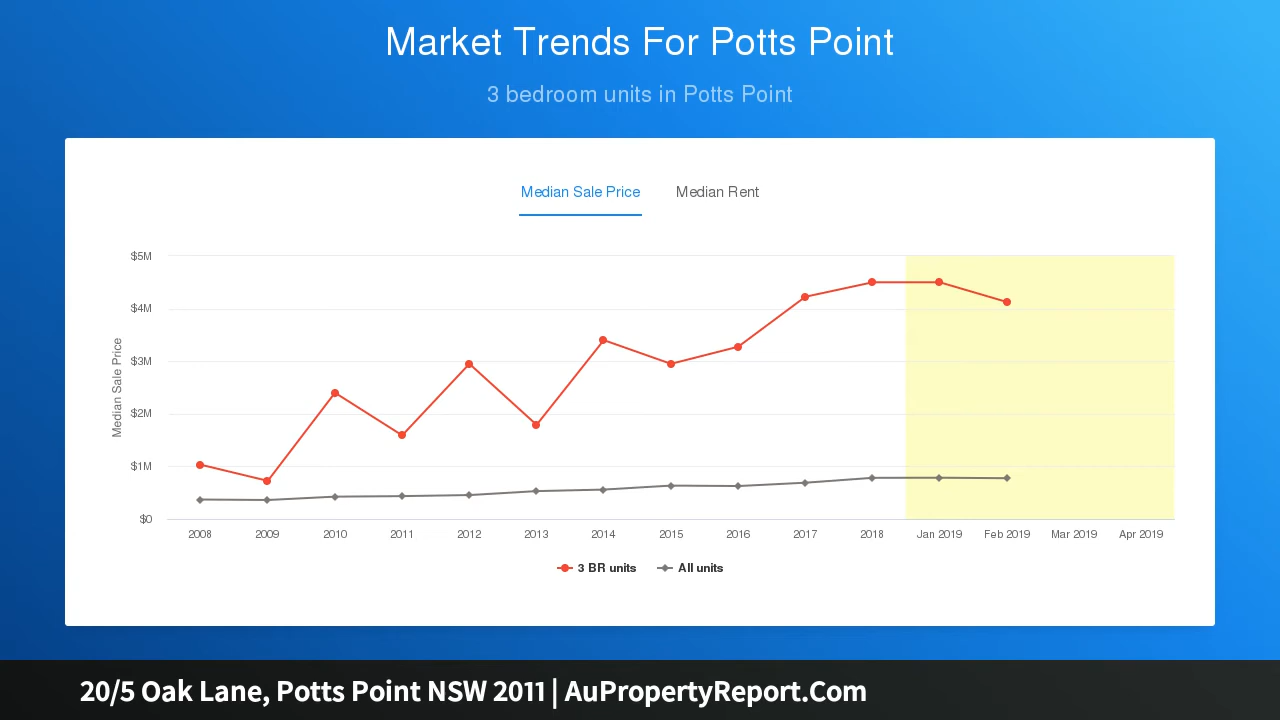 Market Trends For Potts Point
3 bedroom units in Potts Point
Median Sale Price Median Rent
$5M
$4M
$3M
$2M
$1M
$0
Median Sale Price
2008 2009 2010 2011 2012 2013 2014 2015 2016 2017 2018 Jan 2019 Feb 2019 Mar 2019 Apr 2019
3 BR units All units
20/5 Oak Lane, Potts Point NSW 2011 | AuPropertyReport.Com